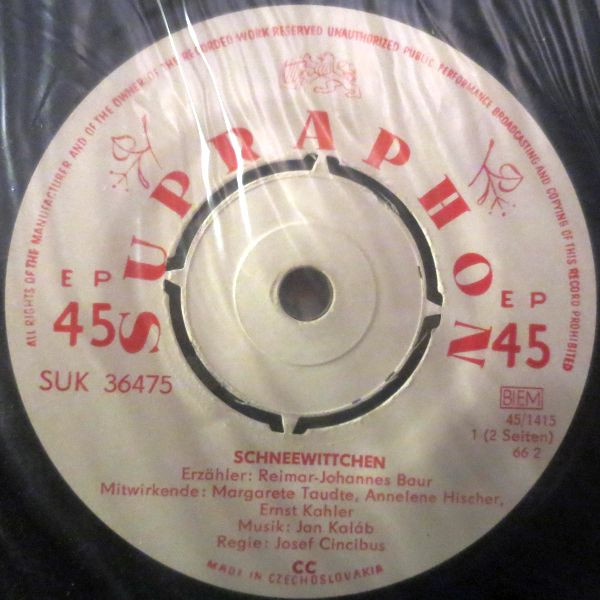 ALL RIGHTS OF THE MANUFACTURER AND OF THE OWNER OF THE RECORDED WORK RESERVED UNAUTHORIZED PUBLIC PERFORMANCE BROADCASTING AND COPYING OF THIS RECORD PROHIBITED
SUPRAPHON
EP
45
SUK 36475
EP
45
BIEM
45/1415
1 (2 Seiten)
66 2
SCHNEEWITTCHEN
Erzähler: Reimar-Johannes Baur
Mitwirkende: Margarete Taudte, Annelene Hischer,
Ernst Kahler
Musik: Jan Kaláb
Regie: Josef Cincibus
CC
MADE IN CZECHOSLOVAKIA